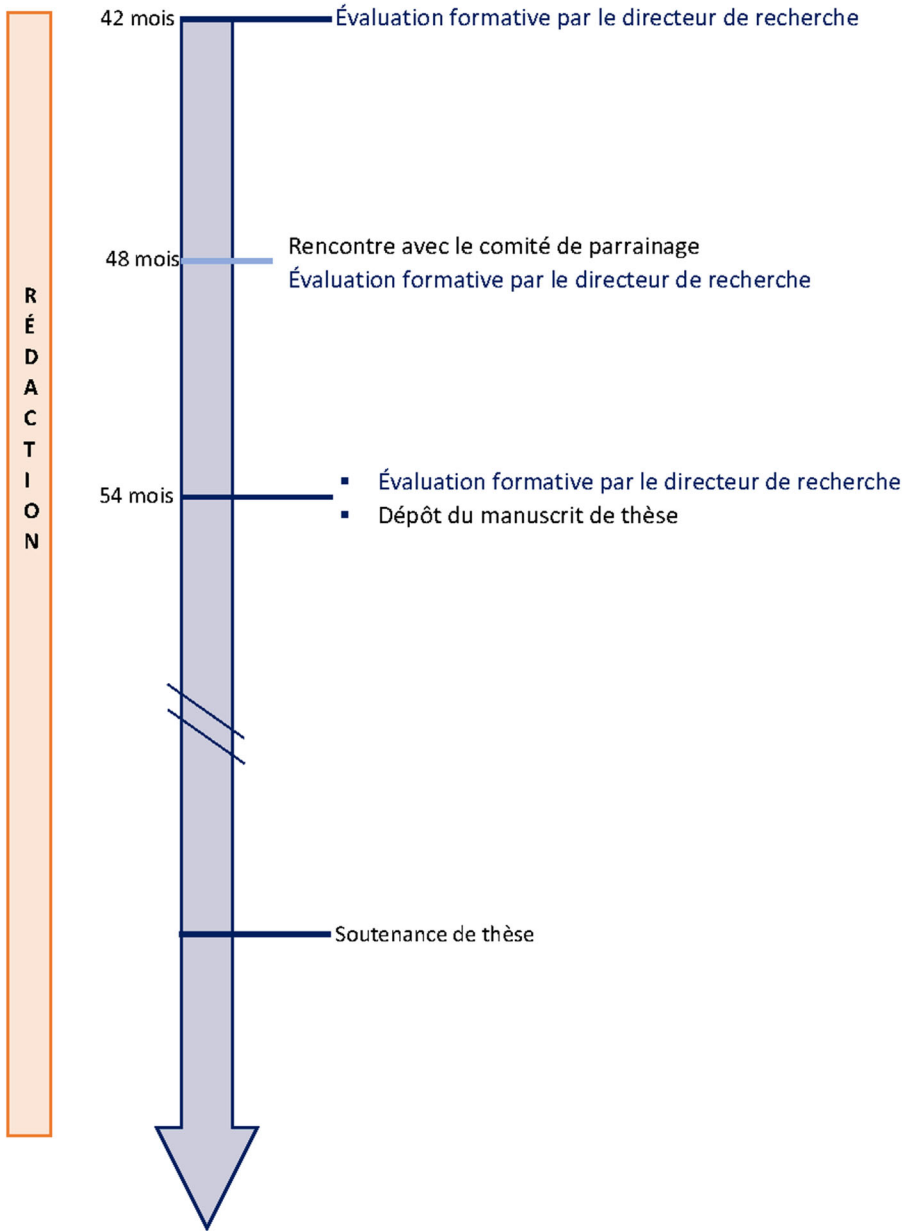 42 mois
Évaluation formative par le directeur de recherche
48 mois
Rencontre avec le comité de parrainage
Évaluation formative par le directeur de recherche
RÉDACTION
54 mois
▪ Évaluation formative par le directeur de recherche
▪ Dépôt du manuscrit de thèse
Soutenance de thèse